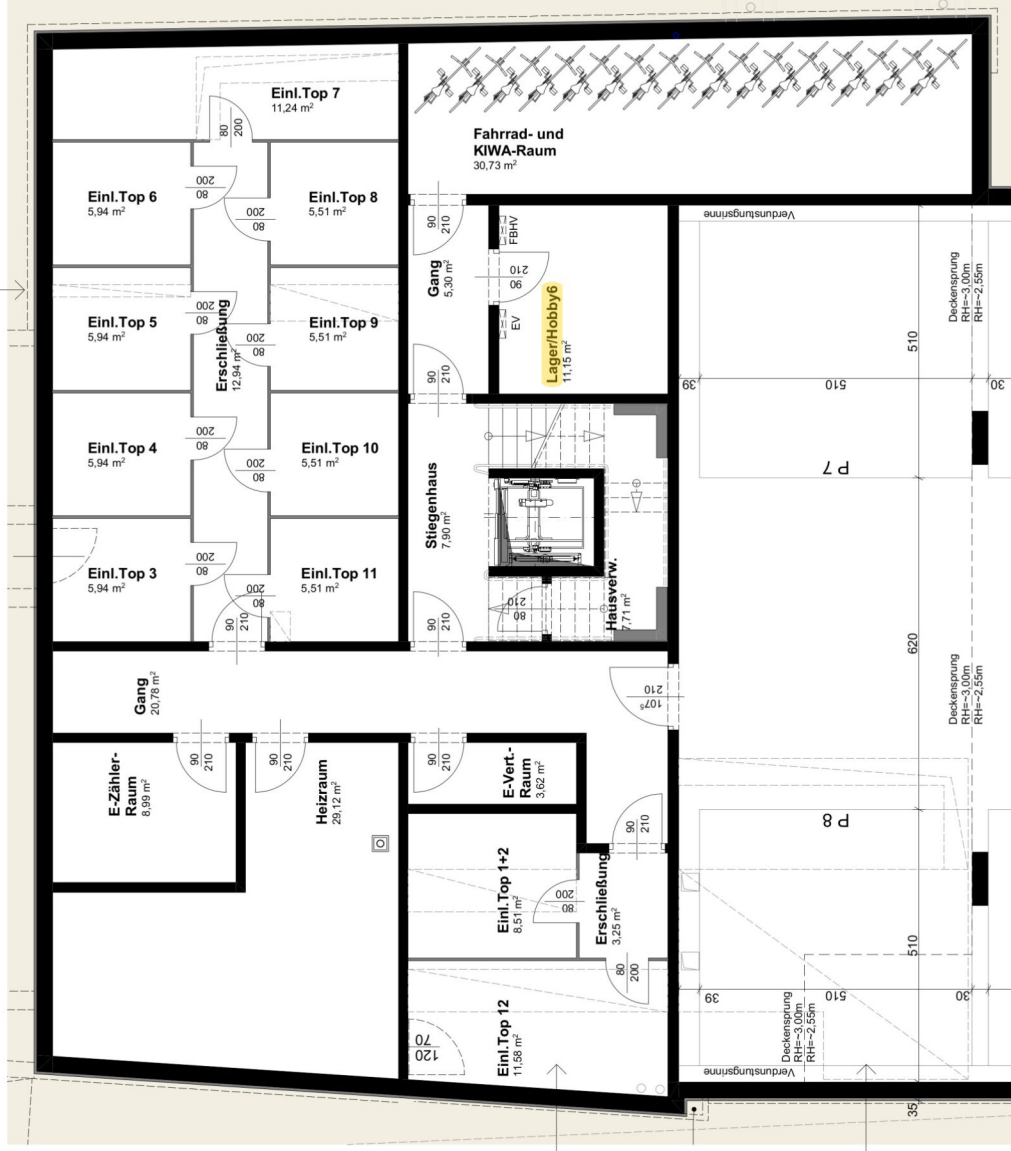 Einl.Top 7
11,24 m²
80
200
Fahrrad- und
KIWA-Raum
30,73 m²
Einl.Top 6
5,94 m²
200
80
Einl.Top 8
5,51 m²
200
80
90
210
FBHV
Gang
5,30 m²
210
90
EV
Lager/Hobby6
11,15 m²
Verdunstungsrinne
Deckensprung
RH=~3,00m
RH=~2,55m
510
39
510
30
P 7
Einl.Top 5
5,94 m²
200
80
Erschließung
12,94 m²
200
80
Einl.Top 9
5,51 m²
90
210
Einl.Top 4
5,94 m²
200
80
200
80
Einl.Top 10
5,51 m²
Stiegenhaus
7,90 m²
Einl.Top 3
5,94 m²
200
80
200
80
Einl.Top 11
5,51 m²
90
210
90
210
210
80
Hausverw.
7,71 m²
620
Deckensprung
RH=~3,00m
RH=~2,55m
Gang
20,78 m²
210
107⁵
E-Zähler-
Raum
8,99 m²
90
210
90
210
Heizraum
29,12 m²
90
210
E-Vert.-
Raum
3,62 m²
90
210
P 8
Einl.Top 1+2
8,51 m²
200
80
Erschließung
3,25 m²
80
200
510
39
510
30
Einl.Top 12
11,58 m²
70
120
Deckensprung
RH=~3,00m
RH=~2,55m
Verdunstungsrinne
35